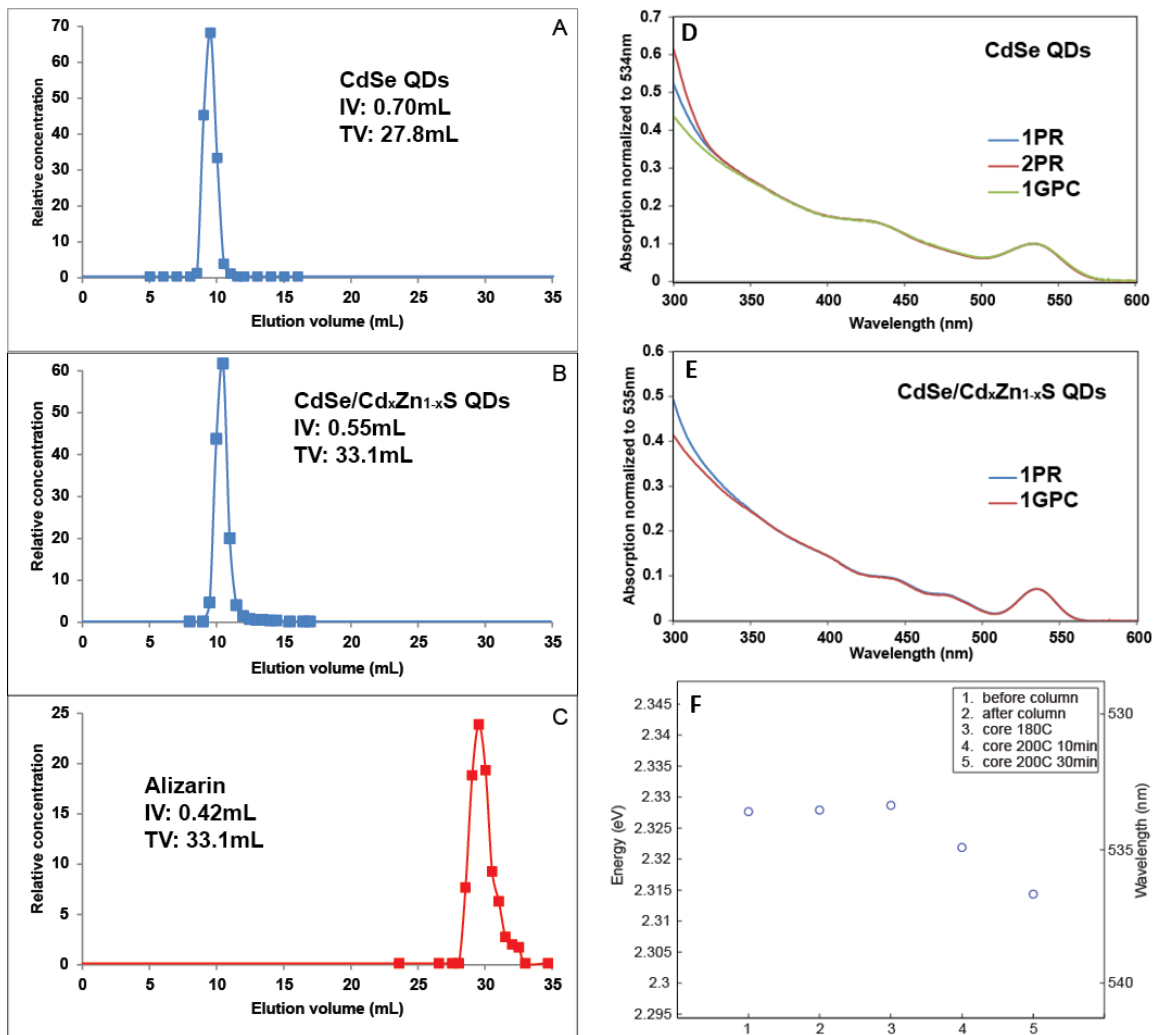 A
Relative concentration
70
60
50
40
30
20
10
0
CdSe QDs
IV: 0.70mL
TV: 27.8mL
0 5 10 15 20 25 30 35
Elution volume (mL)
B
Relative concentration
70
60
50
40
30
20
10
0
CdSe/CdxZn1-xS QDs
IV: 0.55mL
TV: 33.1mL
0 5 10 15 20 25 30 35
Elution volume (mL)
C
Relative concentration
25
20
15
10
5
0
Alizarin
IV: 0.42mL
TV: 33.1mL
0 5 10 15 20 25 30 35
Elution volume (mL)
D
CdSe QDs
Absorption normalized to 534nm
0.7
0.6
0.5
0.4
0.3
0.2
0.1
0
1PR
2PR
1GPC
300 350 400 450 500 550 600
Wavelength (nm)
E
CdSe/CdxZn1-xS QDs
Absorption normalized to 535nm
0.6
0.5
0.4
0.3
0.2
0.1
0
1PR
1GPC
300 350 400 450 500 550 600
Wavelength (nm)
F
1. before column
2. after column
3. core 180C
4. core 200C 10min
5. core 200C 30min
Energy (eV)
2.345
2.34
2.335
2.33
2.325
2.32
2.315
2.31
2.305
2.3
2.295
530
535
540
Wavelength (nm)
1 2 3 4 5